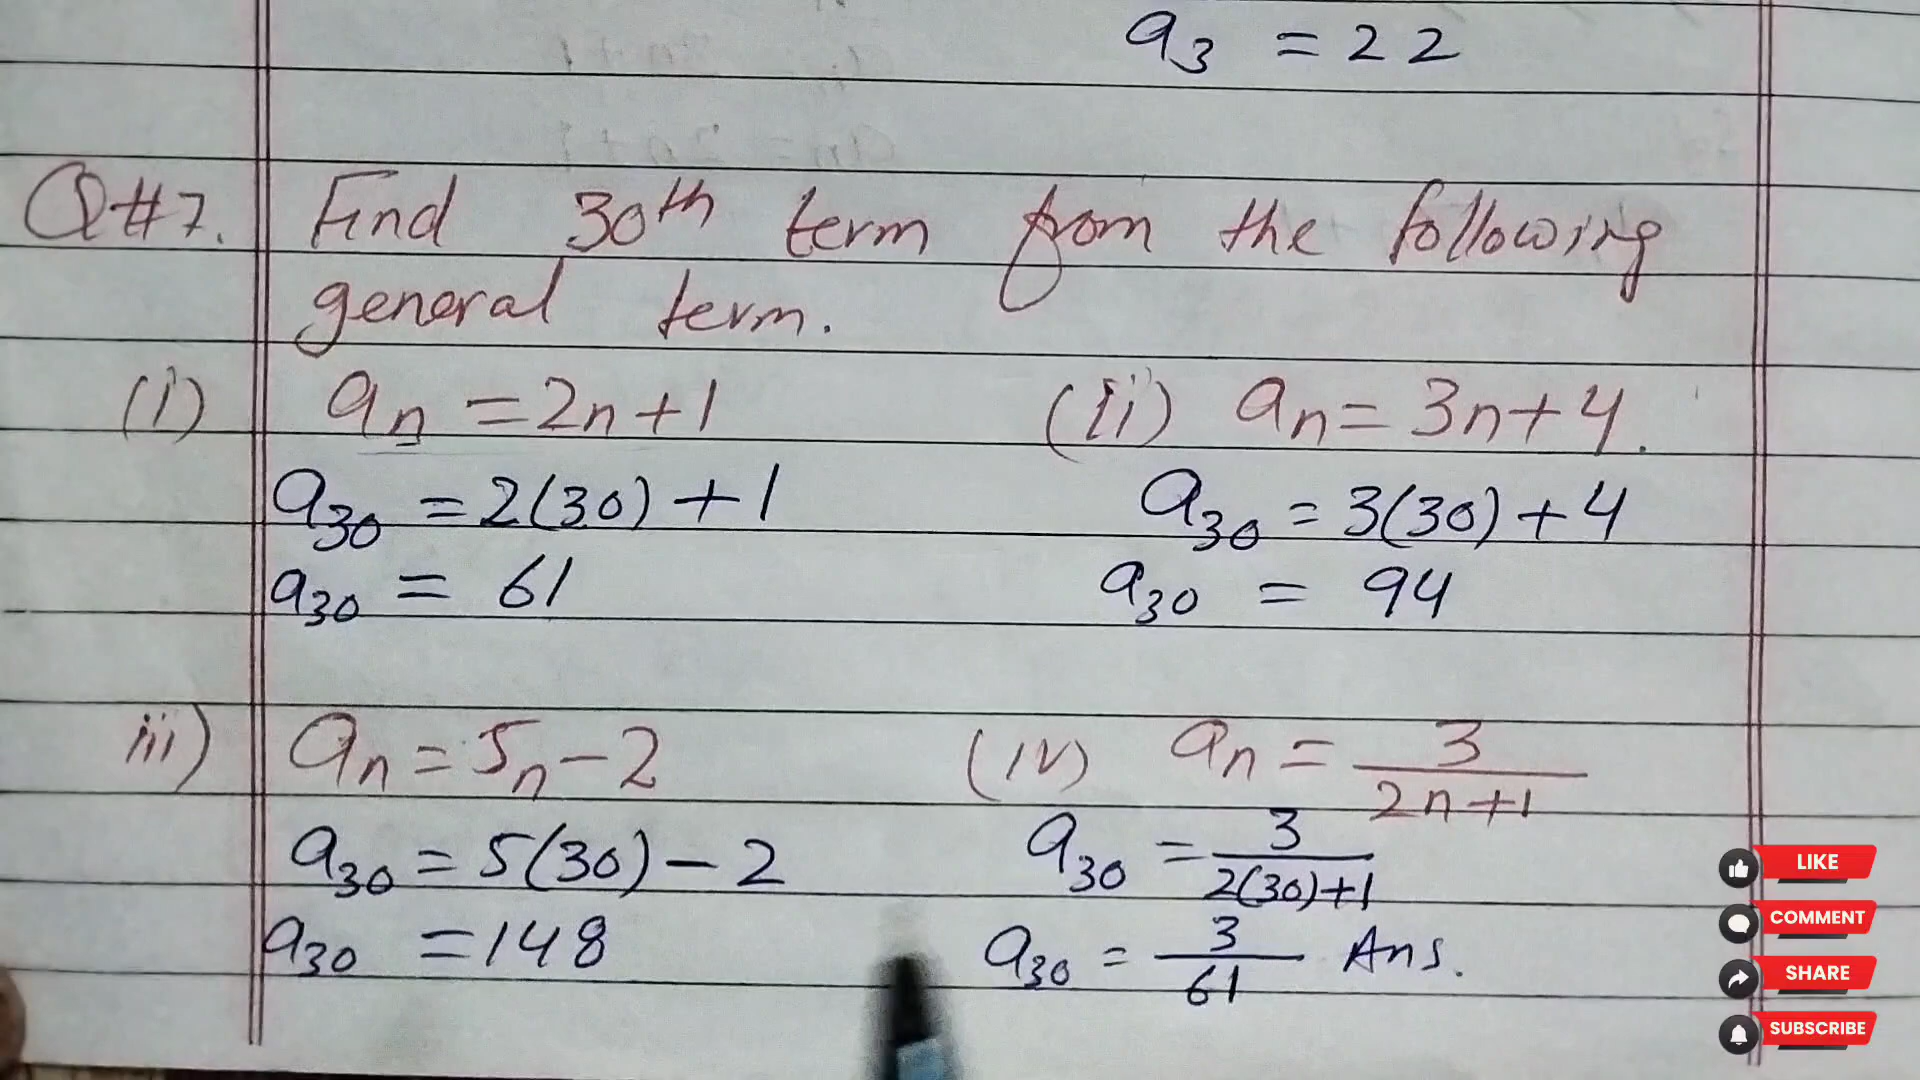 a₃ = 22
Q#7. Find 30th term from the following
general term.
(i) aₙ = 2n+1 (ii) aₙ = 3n+4.
a₃₀ = 2(30)+1 a₃₀ = 3(30)+4
a₃₀ = 61 a₃₀ = 94
iii) aₙ = 5n-2 (iv) aₙ = 3/(2n+1)
a₃₀ = 5(30)-2 a₃₀ = 3/(2(30)+1)
a₃₀ = 148 a₃₀ = 3/61 Ans.
LIKE
COMMENT
SHARE
SUBSCRIBE